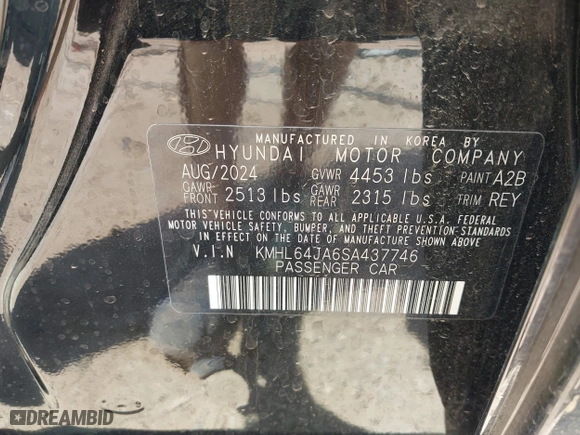 MANUFACTURED IN KOREA BY
HYUNDAI MOTOR COMPANY
AUG/2024 GVWR 4453 lbs PAINT A2B
GAWR FRONT 2513 lbs GAWR REAR 2315 lbs TRIM REY
THIS VEHICLE CONFORMS TO ALL APPLICABLE U.S.A. FEDERAL
MOTOR VEHICLE SAFETY, BUMPER, AND THEFT PREVENTION STANDARDS
IN EFFECT ON THE DATE OF MANUFACTURE SHOWN ABOVE
V.I.N KMHL64JA6SA437746
PASSENGER CAR
DREAMBID